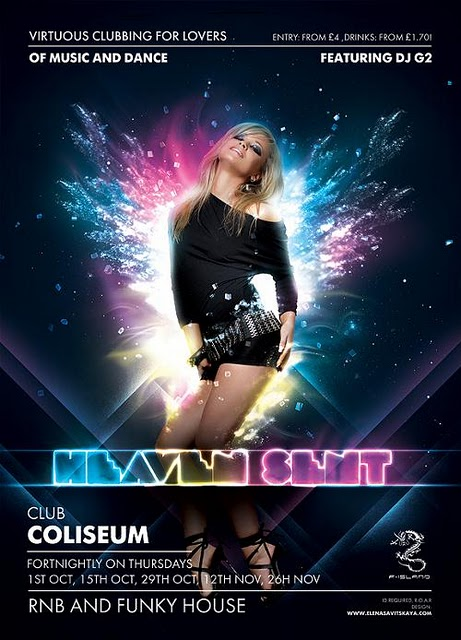 VIRTUOUS CLUBBING FOR LOVERS
ENTRY: FROM £4 ,DRINKS: FROM £1,70!
OF MUSIC AND DANCE
FEATURING DJ G2
HEAVEN SENT
CLUB
COLISEUM
FORTNIGHTLY ON THURSDAYS
1ST OCT, 15TH OCT, 29TH OCT, 12TH NOV, 26H NOV
RNB AND FUNKY HOUSE
ID REQUIRED, R.O.A.R
DESIGN:
WWW.ELENASAVITSKAYA.COM